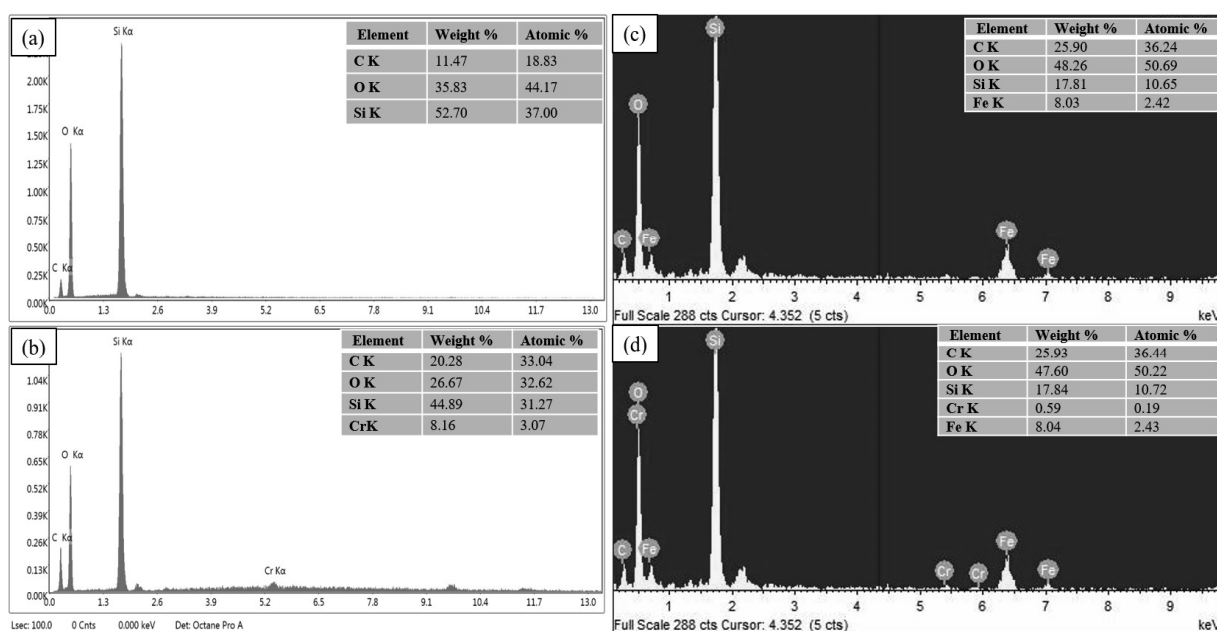 (a)
Si Kα
O Kα
C Kα
2.00K
1.75K
1.50K
1.25K
1.00K
0.75K
0.50K
0.25K
0.00K
0.0 1.3 2.6 3.9 5.2 6.5 7.8 9.1 10.4 11.7 13.0
Element Weight % Atomic %
C K 11.47 18.83
O K 35.83 44.17
Si K 52.70 37.00
(c)
Si
O
C
Fe
Fe
Fe
Element Weight % Atomic %
C K 25.90 36.24
O K 48.26 50.69
Si K 17.81 10.65
Fe K 8.03 2.42
1 2 3 4 5 6 7 8 9
Full Scale 288 cts Cursor: 4.352 (5 cts) keV
(b)
Si Kα
O Kα
C Kα
Cr Kα
1.04K
0.91K
0.78K
0.65K
0.52K
0.39K
0.26K
0.13K
0.00K
0.0 1.3 2.6 3.9 5.2 6.5 7.8 9.1 10.4 11.7 13.0
Lsec: 100.0 0 Cnts 0.000 keV Det: Octane Pro A
Element Weight % Atomic %
C K 20.28 33.04
O K 26.67 32.62
Si K 44.89 31.27
CrK 8.16 3.07
(d)
Si
O
Cr
C
Fe
Cr
Cr
Fe
Fe
Element Weight % Atomic %
C K 25.93 36.44
O K 47.60 50.22
Si K 17.84 10.72
Cr K 0.59 0.19
Fe K 8.04 2.43
1 2 3 4 5 6 7 8 9
Full Scale 288 cts Cursor: 4.352 (5 cts) keV